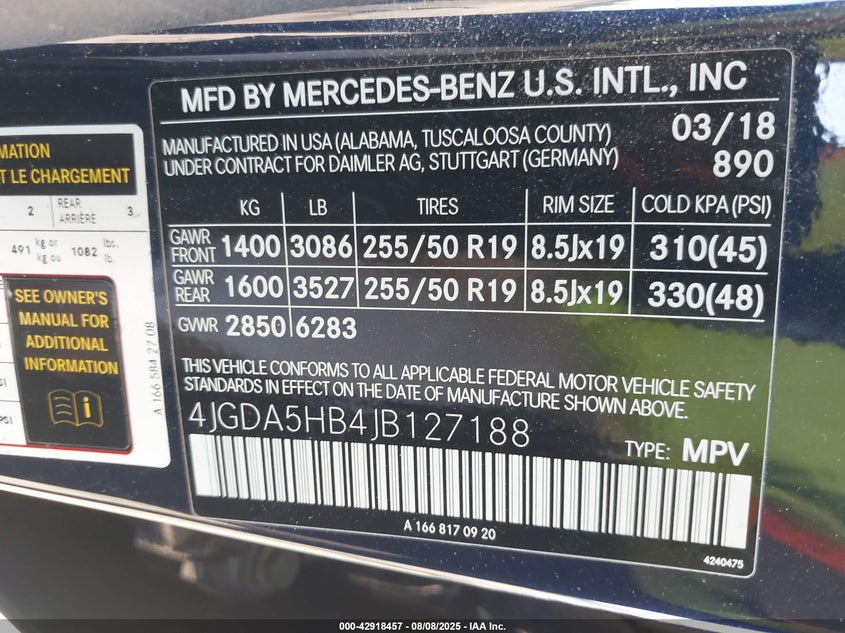 MFD BY MERCEDES-BENZ U.S. INTL., INC
MANUFACTURED IN USA (ALABAMA, TUSCALOOSA COUNTY) 03/18
UNDER CONTRACT FOR DAIMLER AG, STUTTGART (GERMANY) 890
KG LB TIRES RIM SIZE COLD KPA (PSI)
GAWR FRONT 1400 3086 255/50 R19 8.5Jx19 310(45)
GAWR REAR 1600 3527 255/50 R19 8.5Jx19 330(48)
GVWR 2850 6283
THIS VEHICLE CONFORMS TO ALL APPLICABLE FEDERAL MOTOR VEHICLE SAFETY
STANDARDS IN EFFECT ON THE DATE OF MANUFACTURE SHOWN ABOVE.
4JGDA5HB4JB127188
TYPE: MPV
A 166 817 09 20
4240475
ET LE CHARGEMENT
2 REAR ARRIÈRE 3
491 kg or kg ou 1082 lbs. lb.
SEE OWNER'S
MANUAL FOR
ADDITIONAL
INFORMATION
A 166 584 27 08
000-42918457 - 08/08/2025 - IAA Inc.